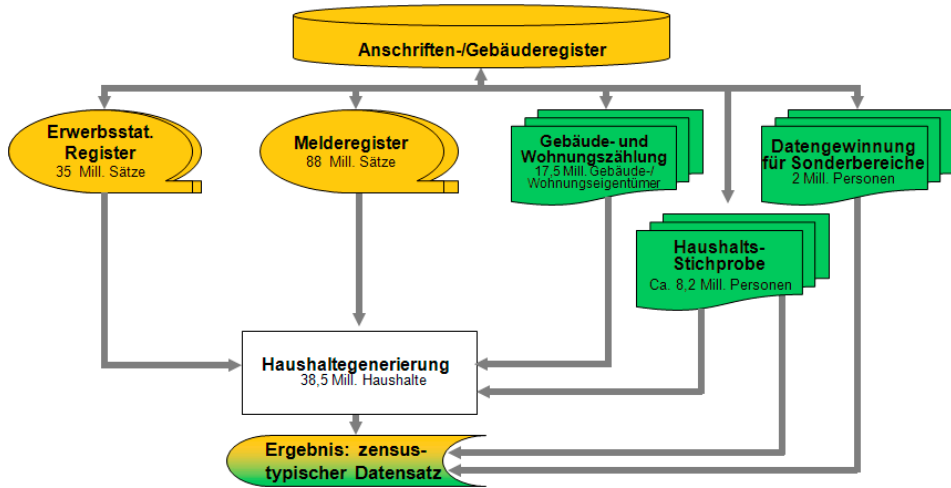 Anschriften-/Gebäuderegister
Erwerbsstat.
Register
35 Mill. Sätze
Melderegister
88 Mill. Sätze
Gebäude- und
Wohnungszählung
17,5 Mill. Gebäude-/
Wohnungseigentümer
Datengewinnung
für Sonderbereiche
2 Mill. Personen
Haushalts-
Stichprobe
Ca. 8,2 Mill. Personen
Haushaltegenerierung
38,5 Mill. Haushalte
Ergebnis: zensus-
typischer Datensatz